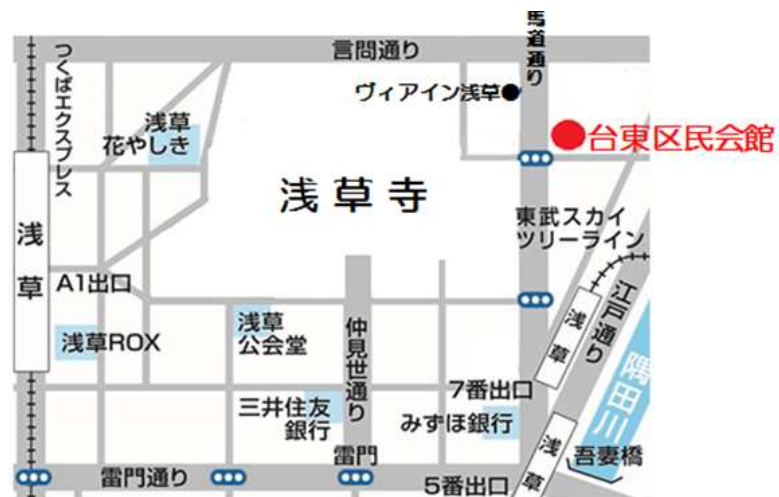 馬道通り
言問通り
つくばエクスプレス
ヴィアイン浅草
浅草
花やしき
台東区民会館
浅草寺
東武スカイ
ツリーライン
浅草
A1出口
江戸通り
浅草
浅草ROX
浅草
公会堂
仲見世通り
隅田川
7番出口
三井住友
銀行
みずほ銀行
浅草
雷門
吾妻橋
雷門通り
5番出口